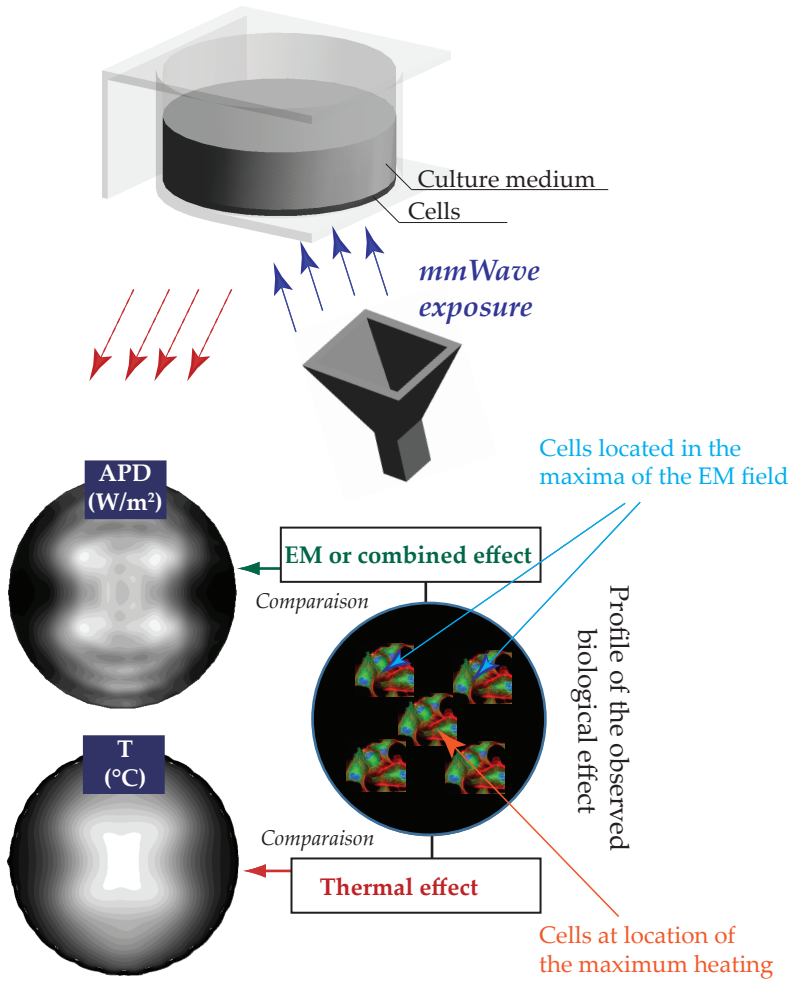 Culture medium
Cells
mmWave
exposure
Cells located in the
maxima of the EM field
APD
(W/m²)
EM or combined effect
Comparaison
Profile of the observed
biological effect
T
(°C)
Comparaison
Thermal effect
Cells at location of
the maximum heating